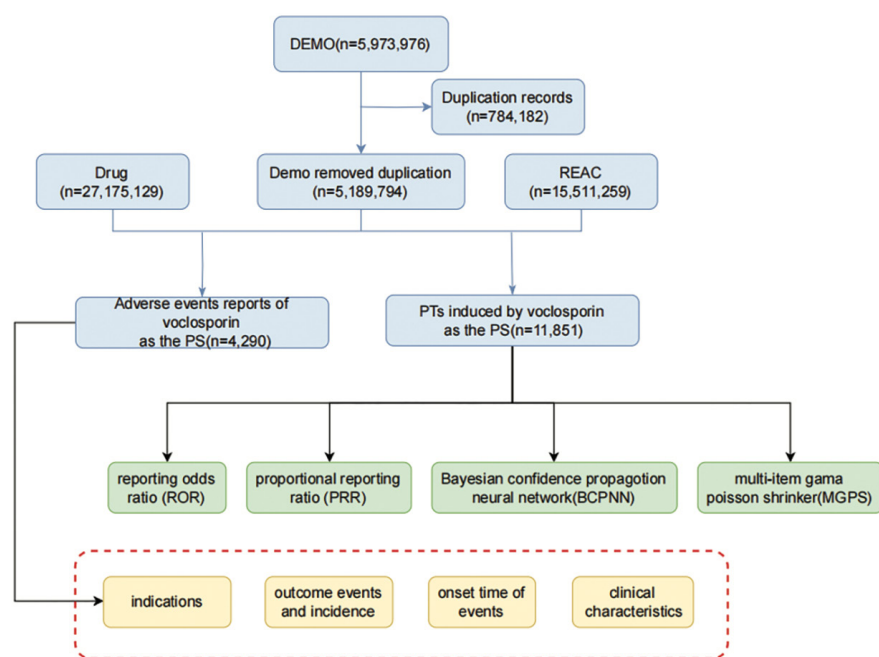 DEMO(n=5,973,976)
Duplication records
(n=784,182)
Drug
(n=27,175,129)
Demo removed duplication
(n=5,189,794)
REAC
(n=15,511,259)
Adverse events reports of
voclosporin
as the PS(n=4,290)
PTs induced by voclosporin
as the PS(n=11,851)
reporting odds
ratio (ROR)
proportional reporting
ratio (PRR)
Bayesian confidence propagotion
neural network(BCPNN)
multi-item gama
poisson shrinker(MGPS)
indications
outcome events
and incidence
onset time of
events
clinical
characteristics